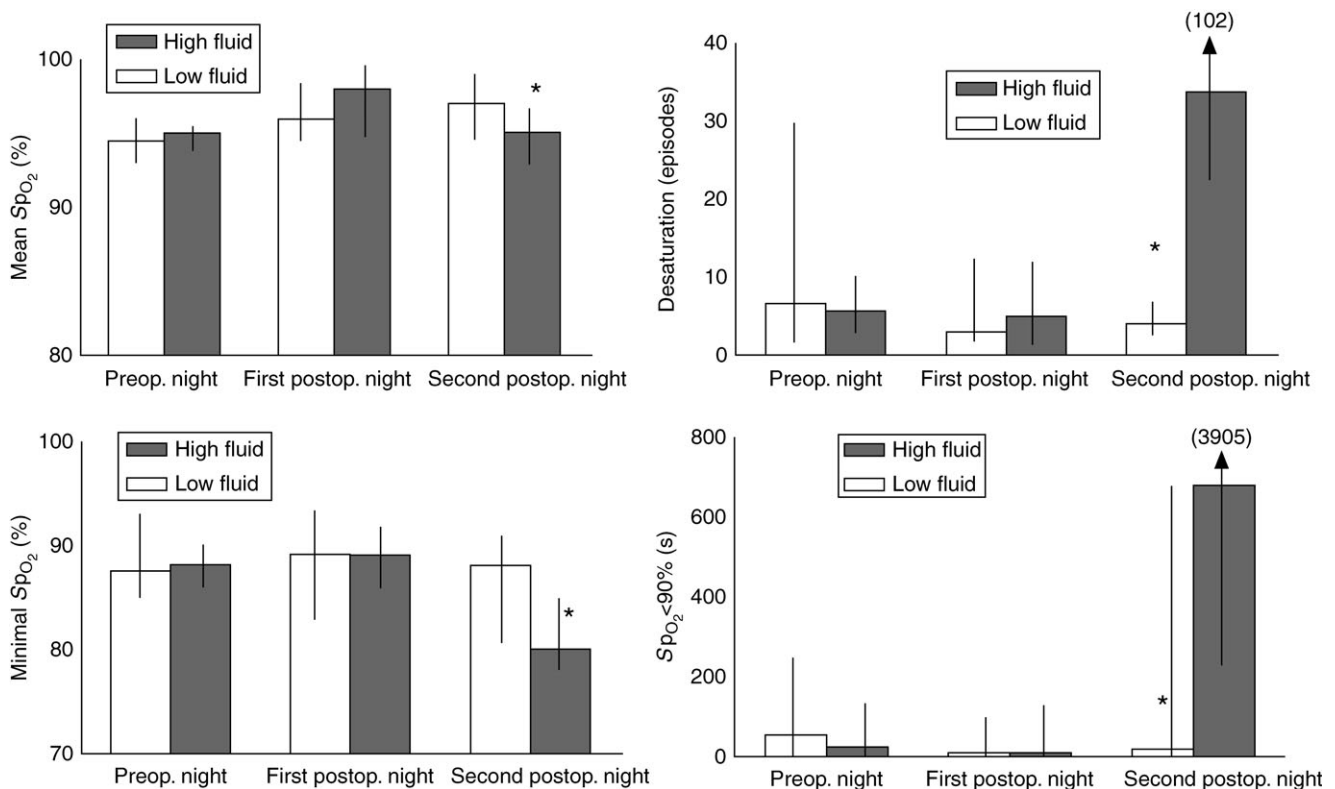 Mean SpO2 (%)
100
90
80
High fluid
Low fluid
*
Preop. night
First postop. night
Second postop. night
Desaturation (episodes)
40
30
20
10
0
(102)
High fluid
Low fluid
*
Preop. night
First postop. night
Second postop. night
Minimal SpO2 (%)
100
90
80
70
High fluid
Low fluid
*
Preop. night
First postop. night
Second postop. night
SpO2<90% (s)
800
600
400
200
0
(3905)
High fluid
Low fluid
*
Preop. night
First postop. night
Second postop. night